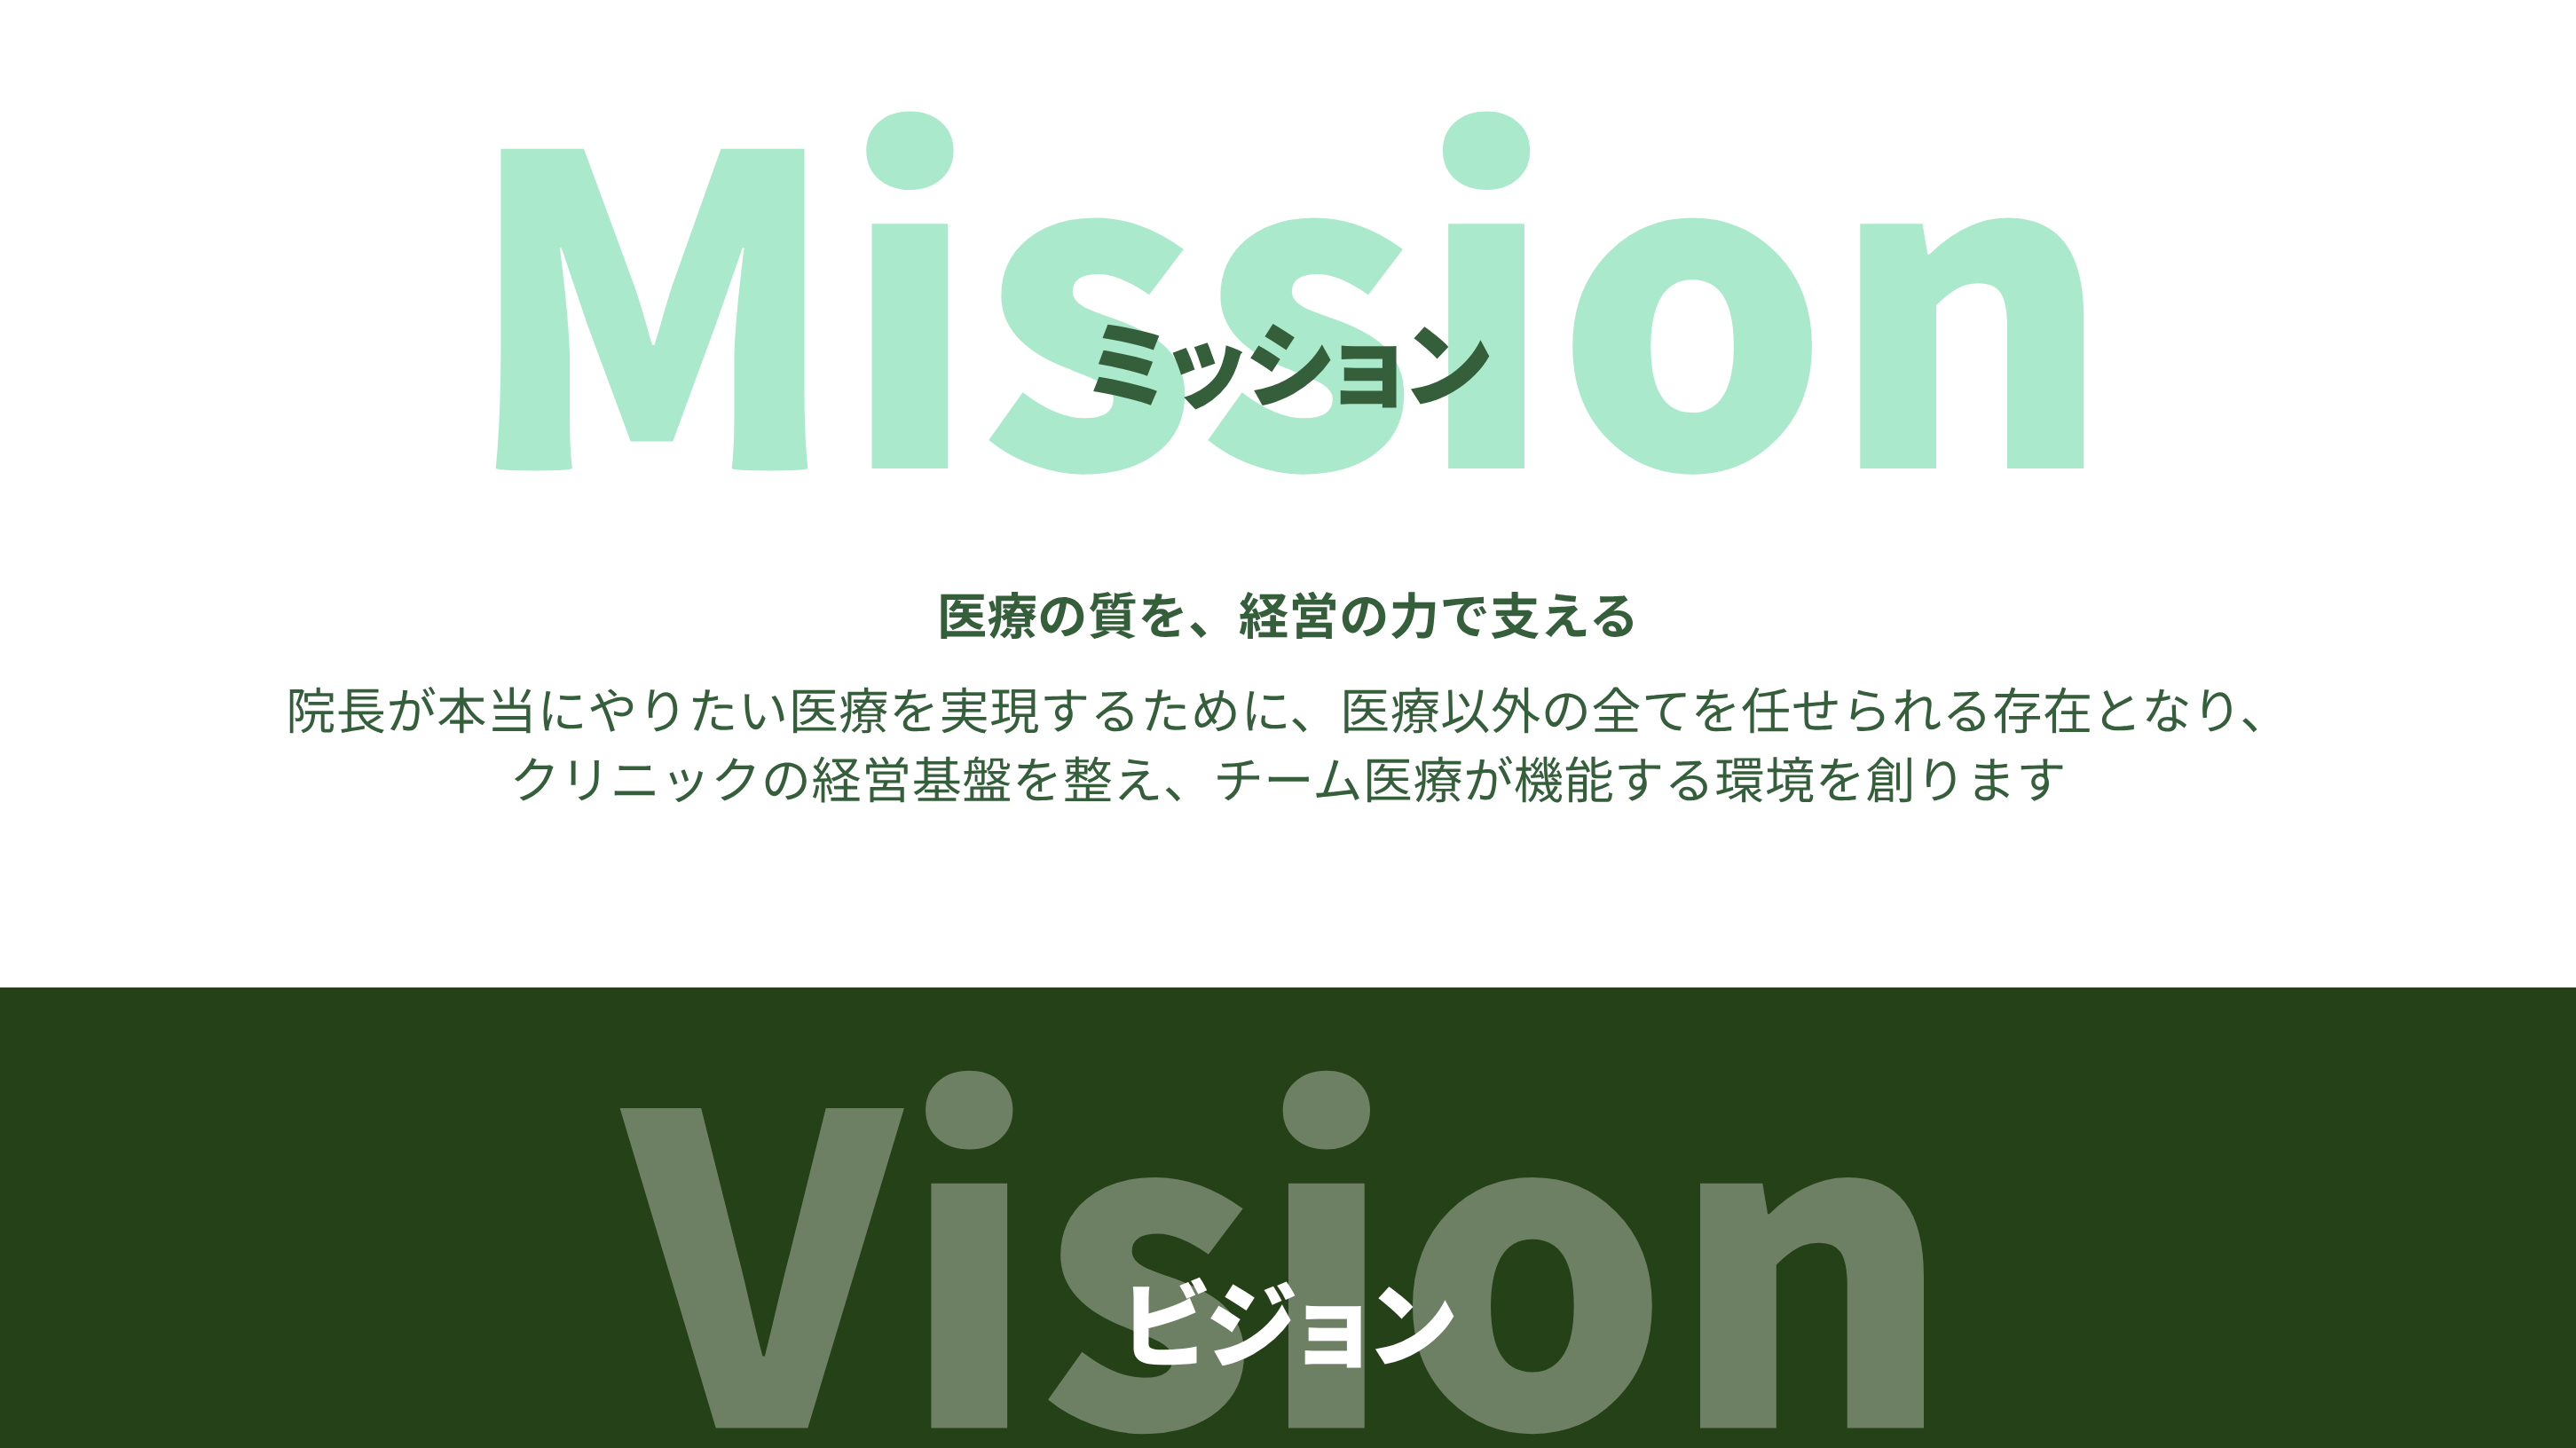 Mission
ミッション
医療の質を、経営の力で支える
院長が本当にやりたい医療を実現するために、医療以外の全てを任せられる存在となり、
クリニックの経営基盤を整え、チーム医療が機能する環境を創ります
Vision
ビジョン